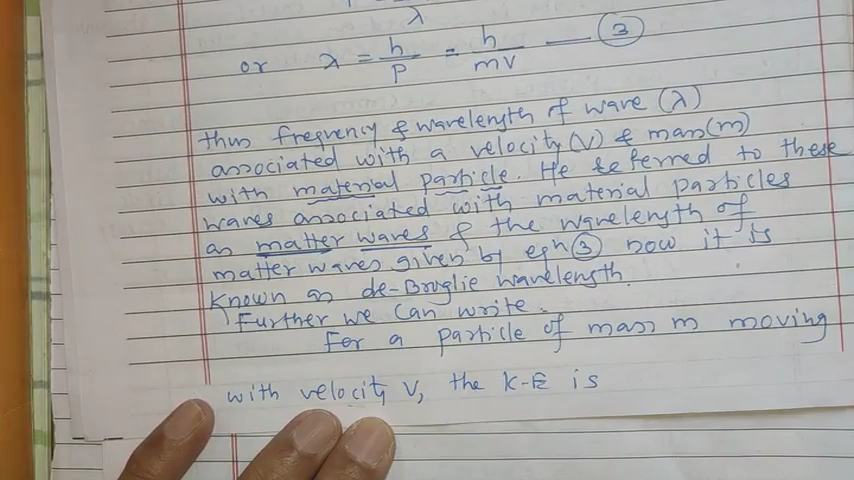 λ
or λ = h/p = h/mv — ③
thus frequency & wavelength of wave (λ)
associated with a velocity (v) & mass (m)
with material particle. He referred to these
waves associated with material particles
as matter waves & the wavelength of
matter waves given by eqn ③ now it is
known as de-Broglie wavelength.
Further we can write.
For a particle of mass m moving
with velocity v, the K-E is